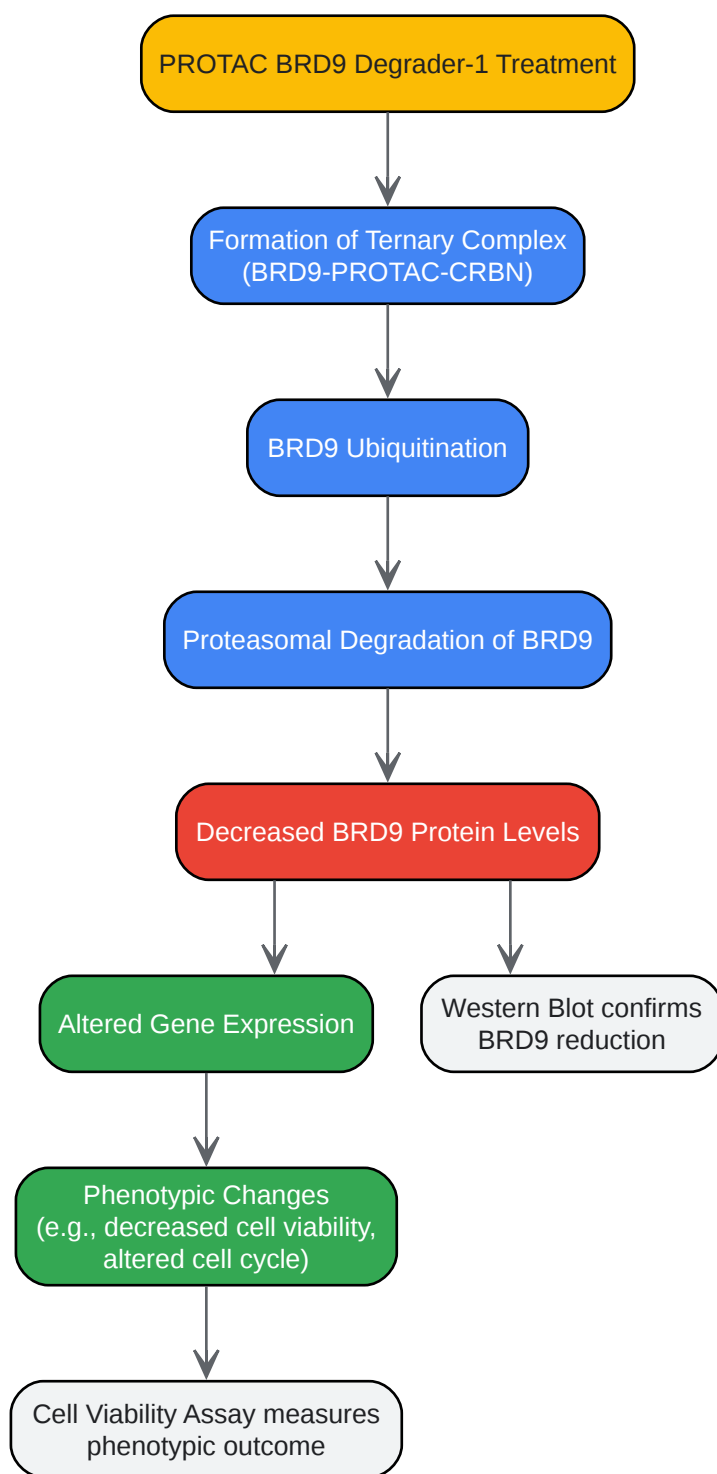 PROTAC BRD9 Degrader-1 Treatment
Formation of Ternary Complex
(BRD9-PROTAC-CRBN)
BRD9 Ubiquitination
Proteasomal Degradation of BRD9
Decreased BRD9 Protein Levels
Altered Gene Expression
Western Blot confirms
BRD9 reduction
Phenotypic Changes
(e.g., decreased cell viability,
altered cell cycle)
Cell Viability Assay measures
phenotypic outcome